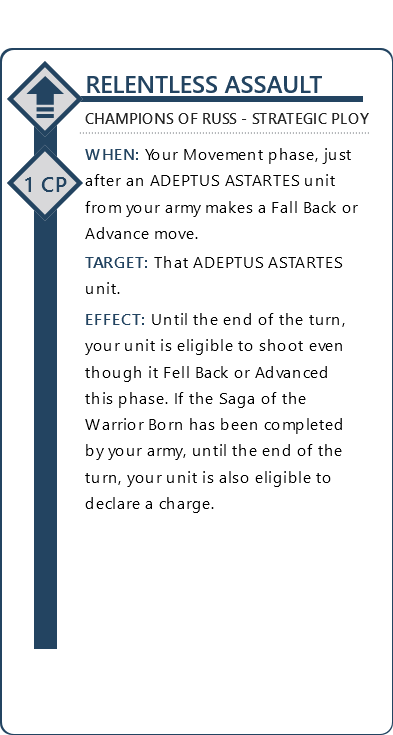 RELENTLESS ASSAULT
CHAMPIONS OF RUSS - STRATEGIC PLOY
1 CP
WHEN: Your Movement phase, just
after an ADEPTUS ASTARTES unit
from your army makes a Fall Back or
Advance move.
TARGET: That ADEPTUS ASTARTES
unit.
EFFECT: Until the end of the turn,
your unit is eligible to shoot even
though it Fell Back or Advanced
this phase. If the Saga of the
Warrior Born has been completed
by your army, until the end of the
turn, your unit is also eligible to
declare a charge.